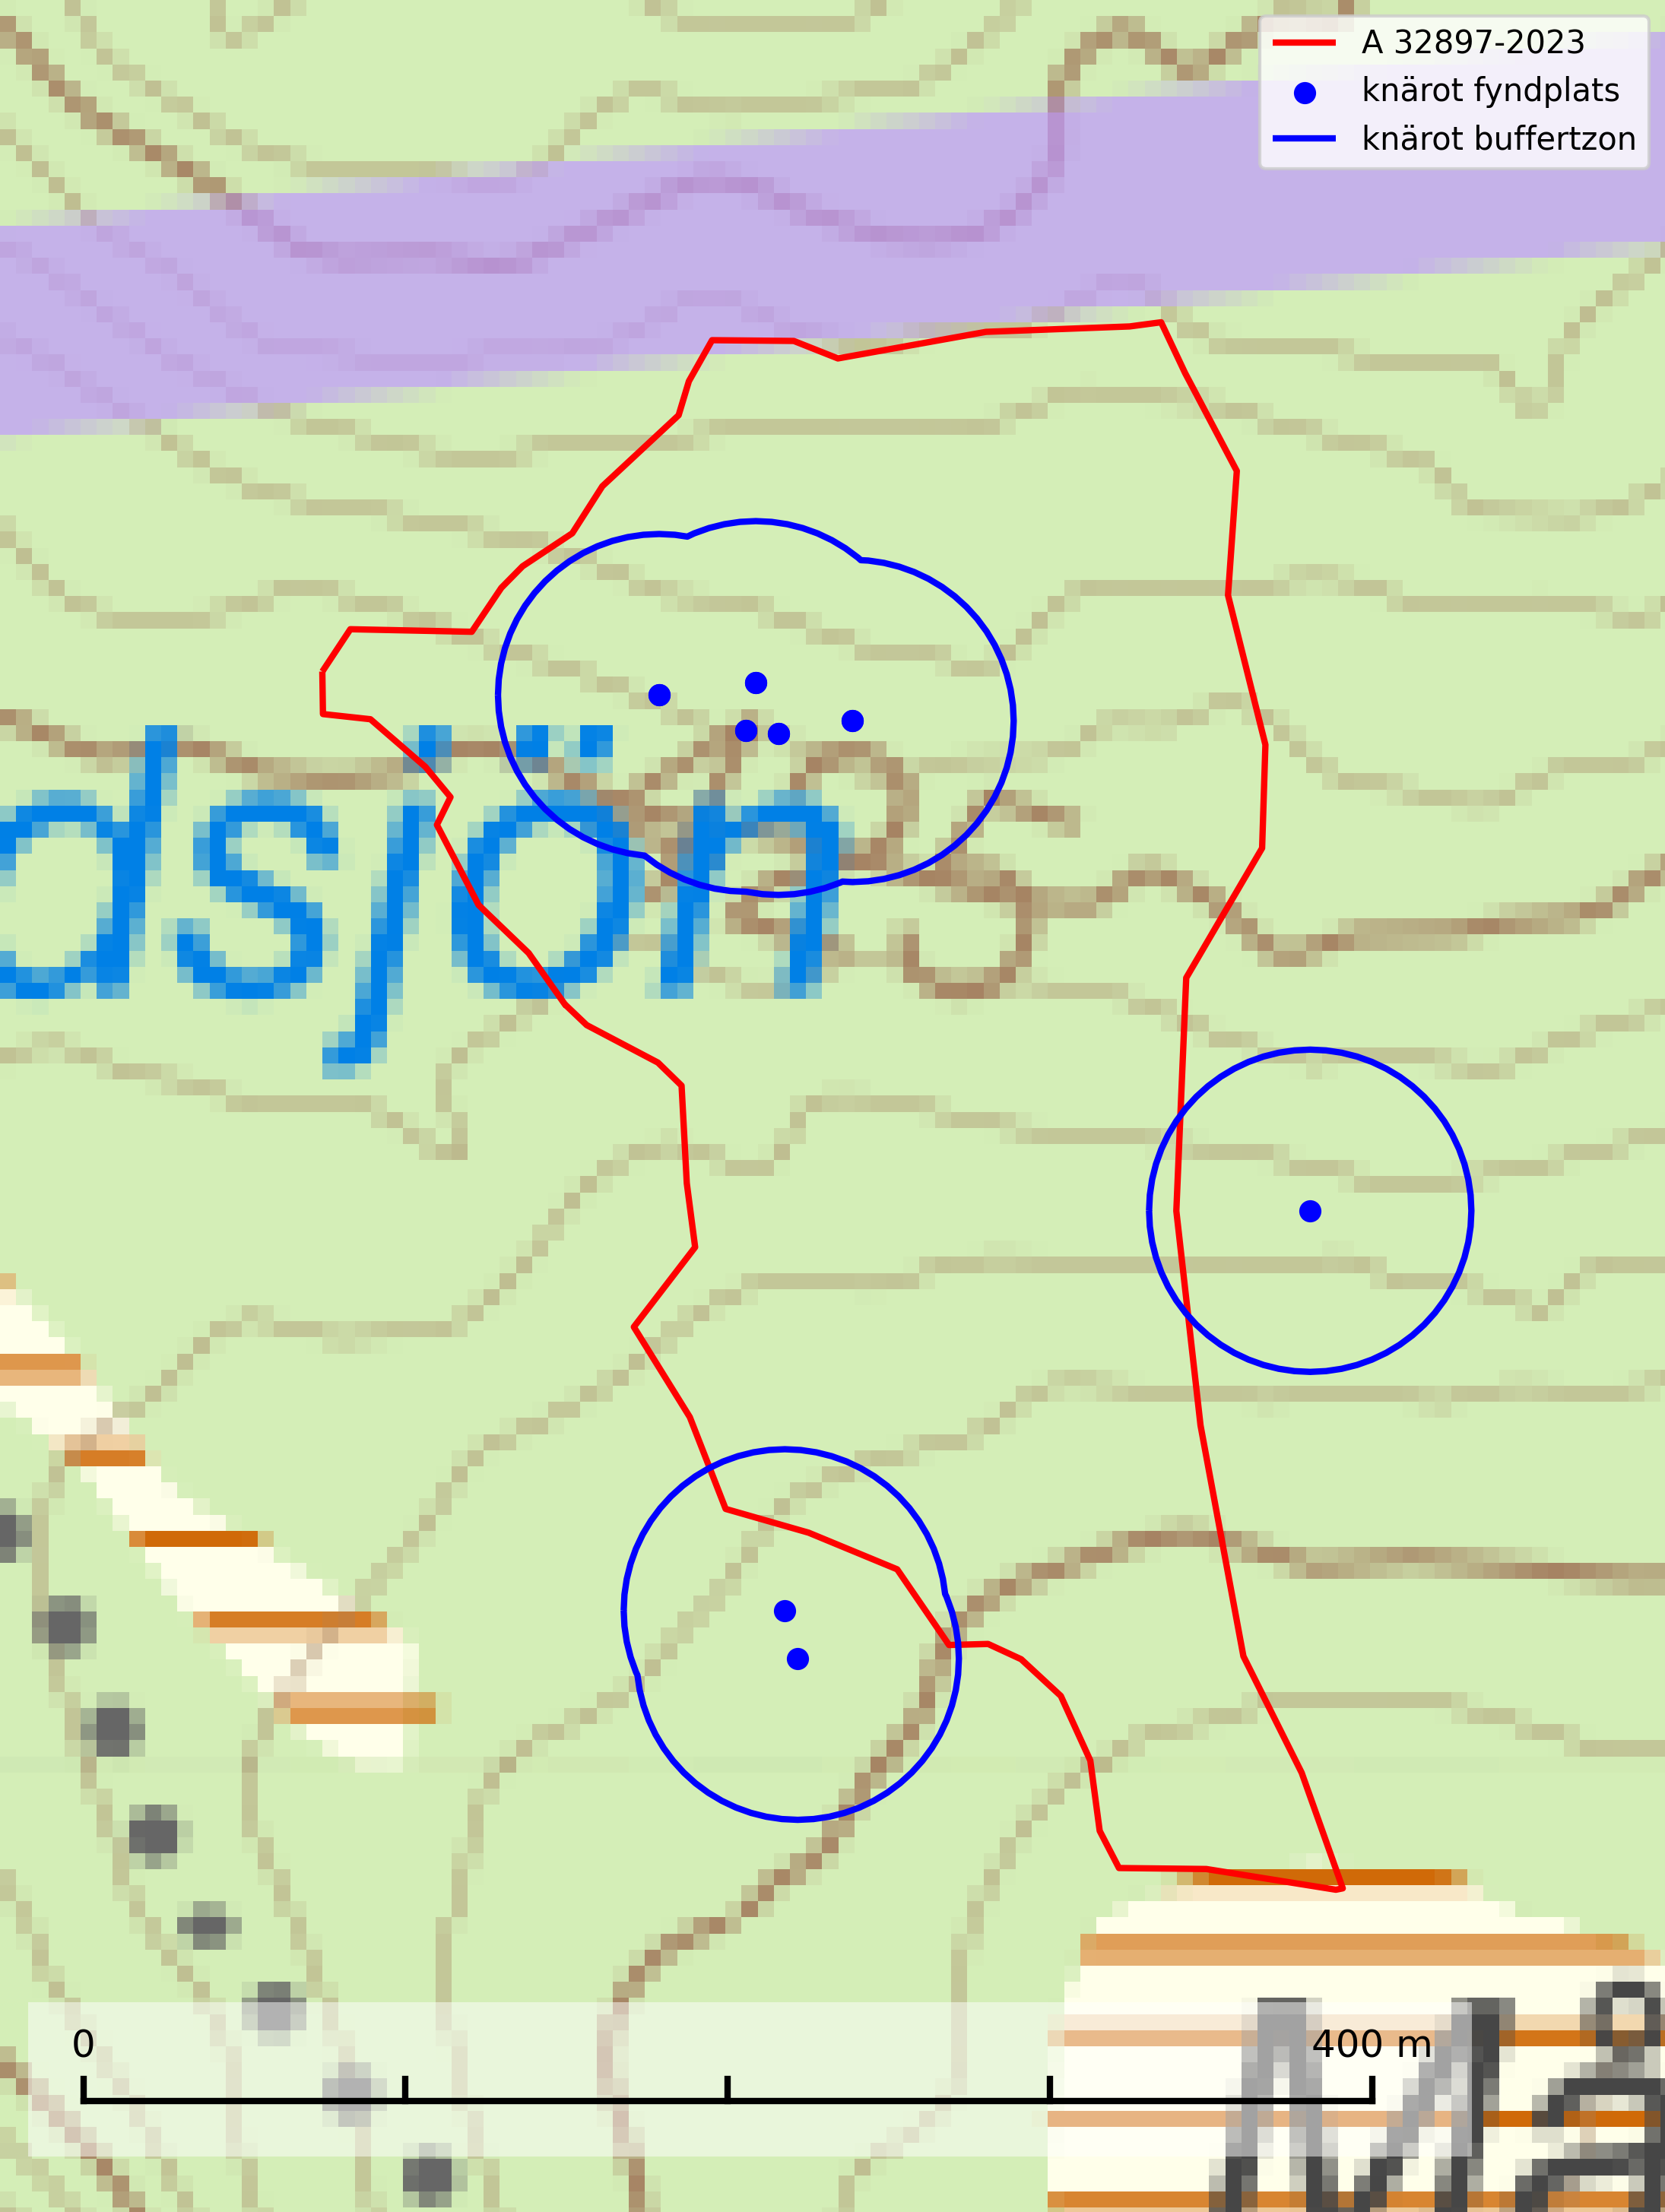 A 32897-2023
knärot fyndplats
knärot buffertzon
dsjön
0
400 m